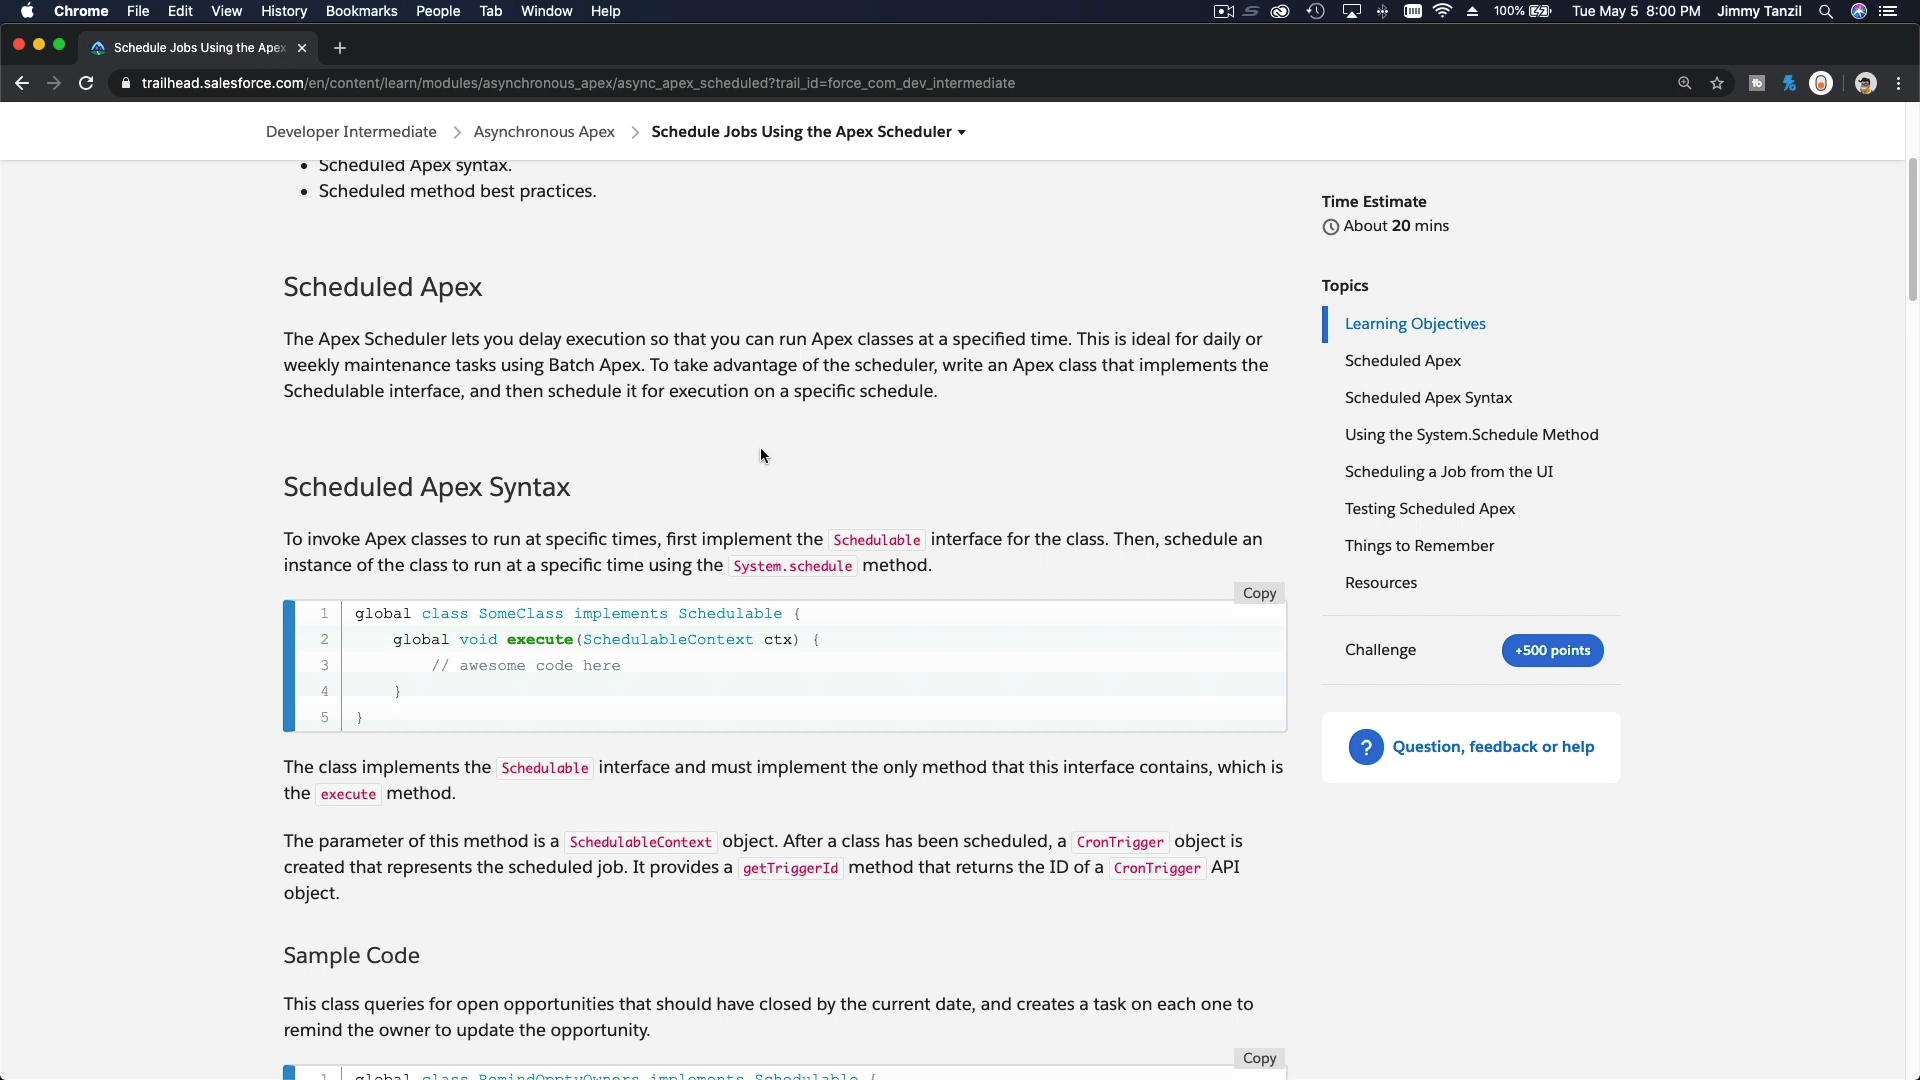 Chrome File Edit View History Bookmarks People Tab Window Help 100% Tue May 5 8:00 PM Jimmy Tanzil
Schedule Jobs Using the Apex
trailhead.salesforce.com/en/content/learn/modules/asynchronous_apex/async_apex_scheduled?trail_id=force_com_dev_intermediate
Developer Intermediate Asynchronous Apex Schedule Jobs Using the Apex Scheduler
Scheduled Apex syntax.
Scheduled method best practices.
Scheduled Apex
The Apex Scheduler lets you delay execution so that you can run Apex classes at a specified time. This is ideal for daily or
weekly maintenance tasks using Batch Apex. To take advantage of the scheduler, write an Apex class that implements the
Schedulable interface, and then schedule it for execution on a specific schedule.
Scheduled Apex Syntax
To invoke Apex classes to run at specific times, first implement the Schedulable interface for the class. Then, schedule an
instance of the class to run at a specific time using the System.schedule method.
Copy
1 global class SomeClass implements Schedulable {
2 global void execute(SchedulableContext ctx) {
3 // awesome code here
4 }
5 }
The class implements the Schedulable interface and must implement the only method that this interface contains, which is
the execute method.
The parameter of this method is a SchedulableContext object. After a class has been scheduled, a CronTrigger object is
created that represents the scheduled job. It provides a getTriggerId method that returns the ID of a CronTrigger API
object.
Sample Code
This class queries for open opportunities that should have closed by the current date, and creates a task on each one to
remind the owner to update the opportunity.
Copy
1 global class RemindOpptyOwners implements Schedulable {
Time Estimate
About 20 mins
Topics
Learning Objectives
Scheduled Apex
Scheduled Apex Syntax
Using the System.Schedule Method
Scheduling a Job from the UI
Testing Scheduled Apex
Things to Remember
Resources
Challenge +500 points
? Question, feedback or help